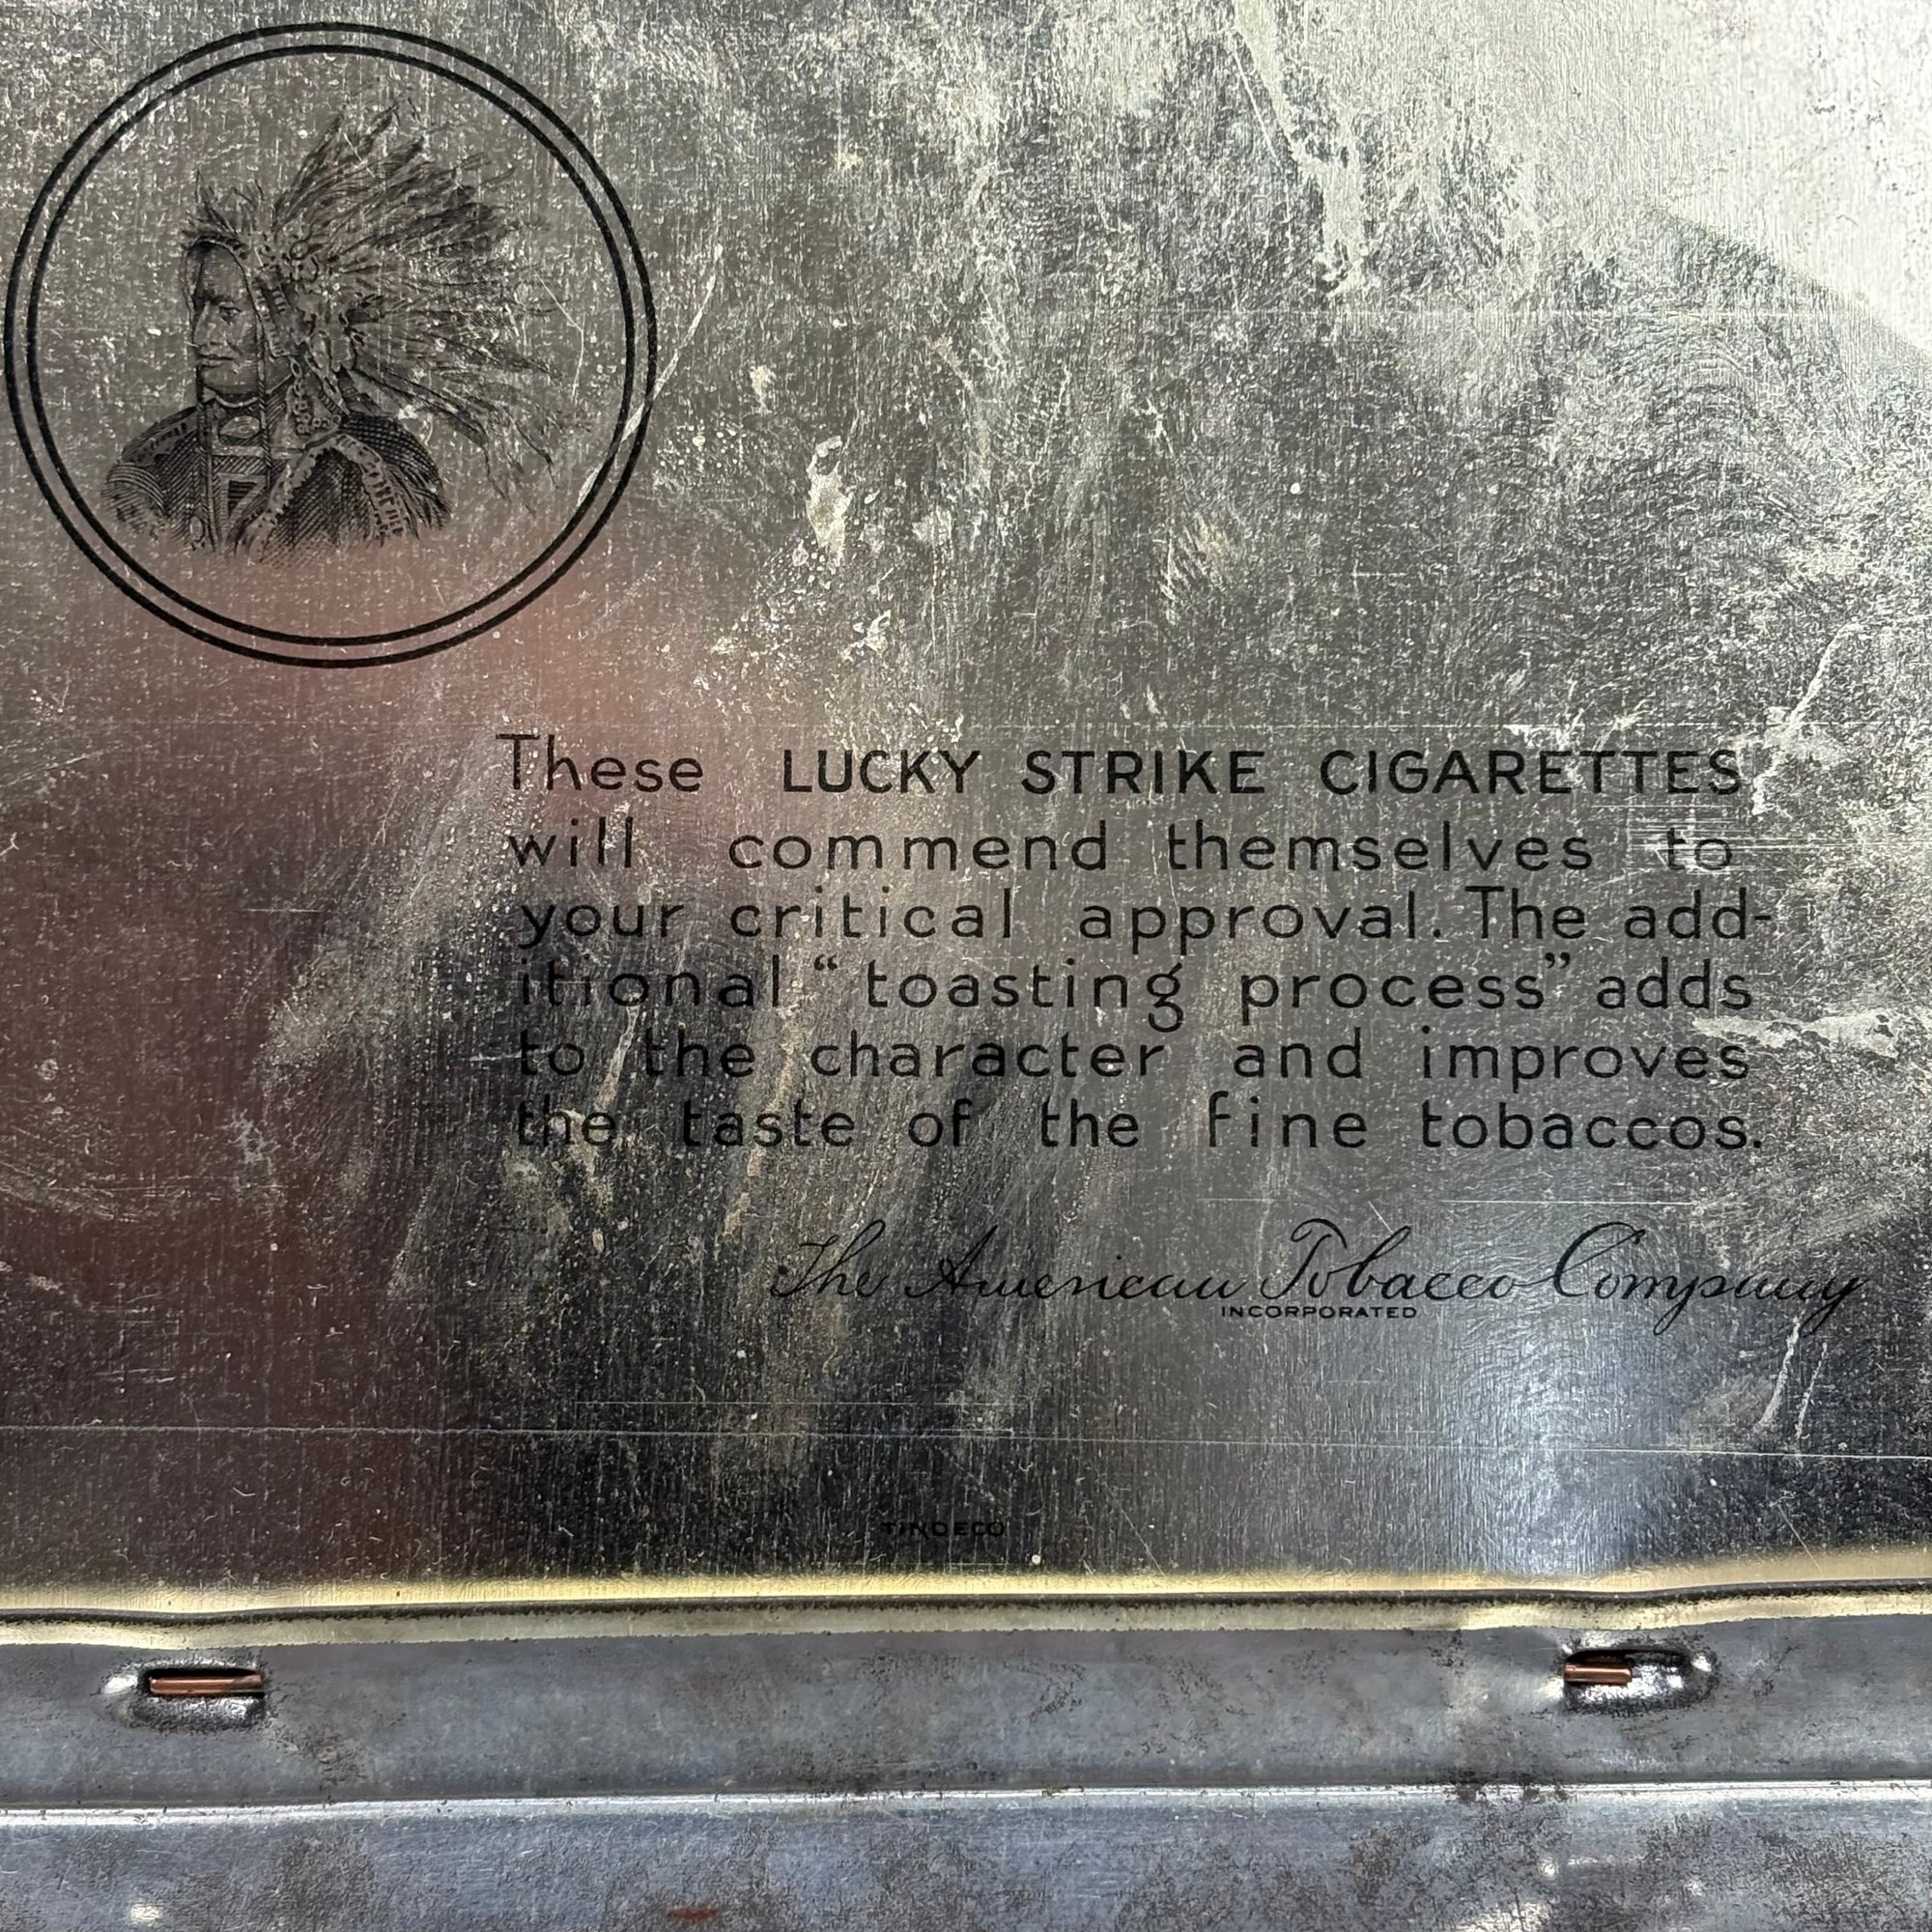 These LUCKY STRIKE CIGARETTES
will commend themselves to
your critical approval. The add-
itional “ toasting process” adds
to the character and improves
the taste of the fine tobaccos.
The American Tobacco Company
INCORPORATED
TINDECO